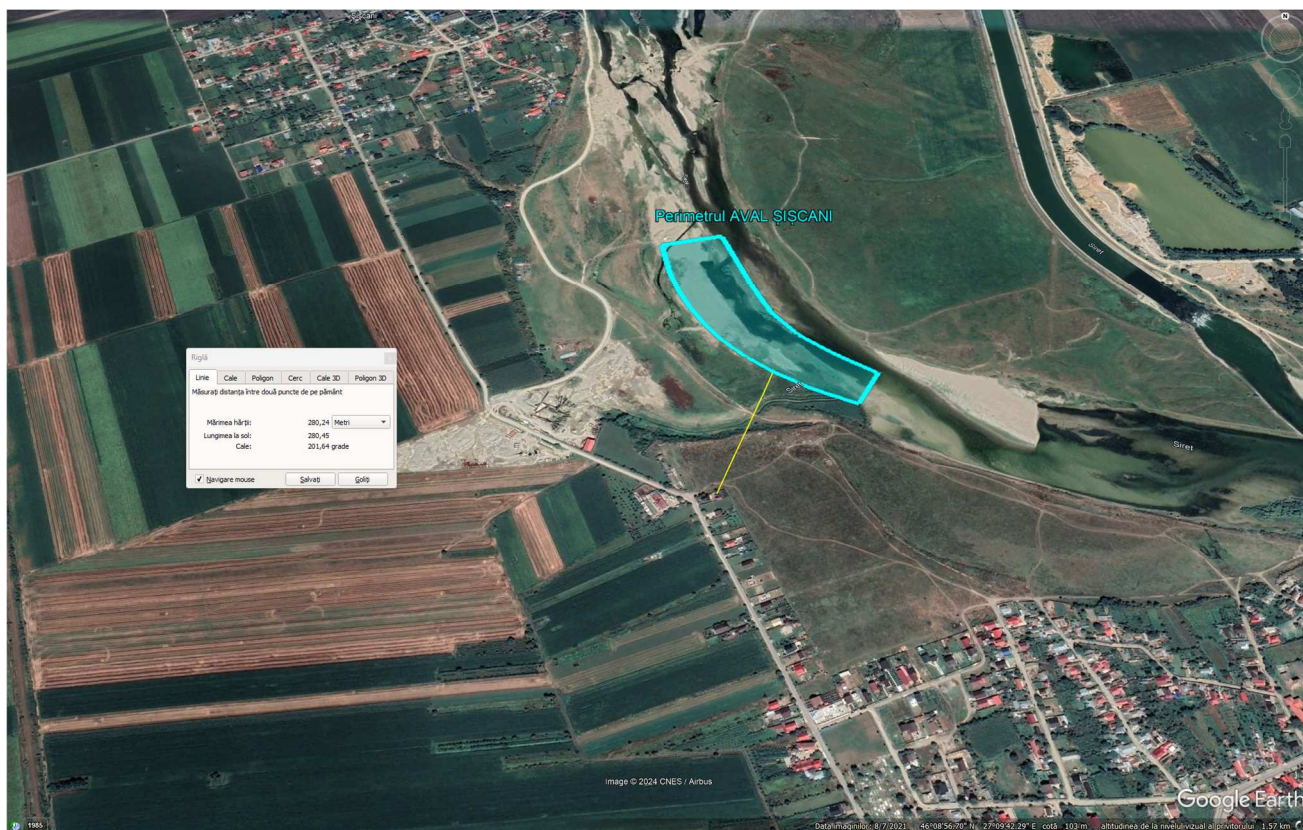 Șișcani
N
Perimetrul AVAL ȘIȘCANI
Siret
Riglă
Linie Cale Poligon Cerc Cale 3D Poligon 3D
Măsurați distanța între două puncte de pe pământ
Mărimea hărții: 280,24 Metri
Lungimea la sol: 280,45
Cale: 201,64 grade
Navigare mouse Salvați Goliți
Siret
Siret
Image © 2024 CNES / Airbus
Google Earth
1985
Data imaginilor: 8/7/2021 46°08'56.70" N 27°09'42.29" E cotă 103 m altitudinea de la nivelul vizual al privitorului 1.57 km